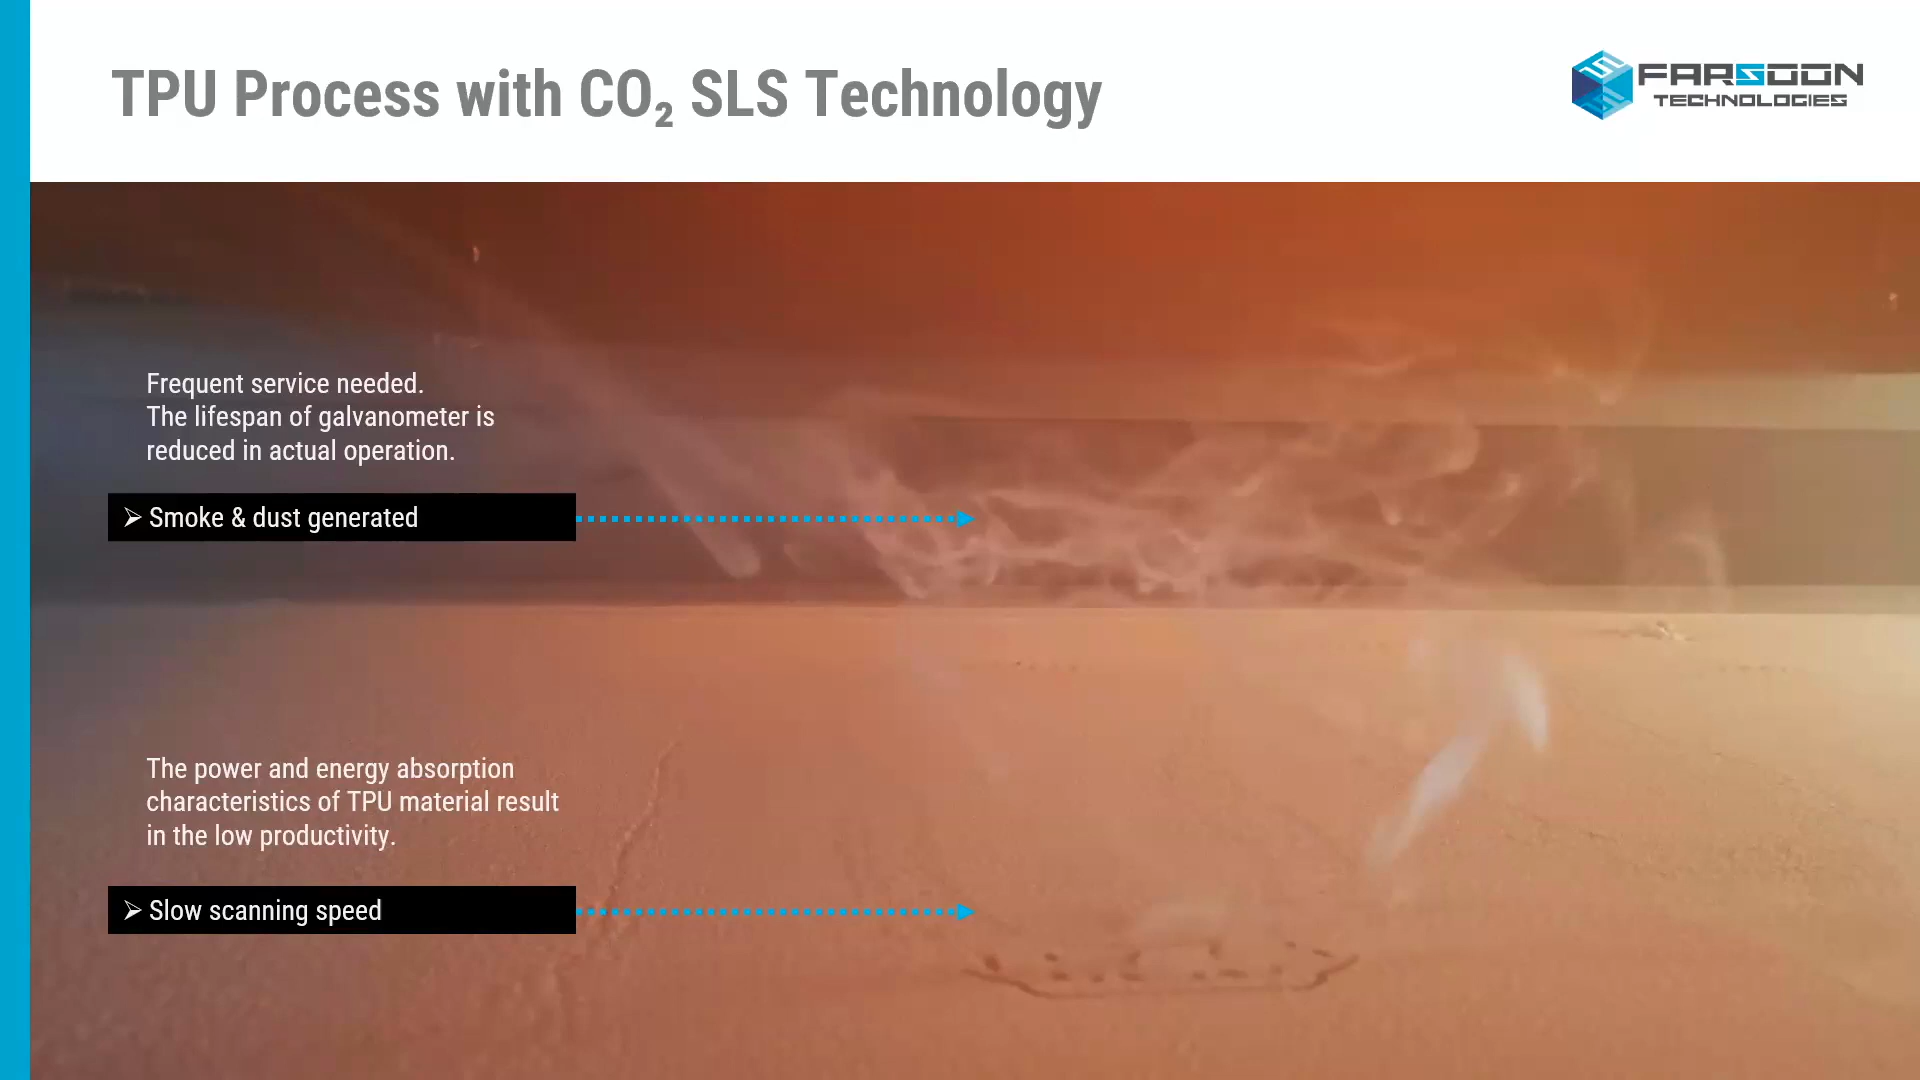 TPU Process with CO₂ SLS Technology
FARSOON
TECHNOLOGIES
Frequent service needed.
The lifespan of galvanometer is
reduced in actual operation.
➢ Smoke & dust generated
The power and energy absorption
characteristics of TPU material result
in the low productivity.
➢ Slow scanning speed